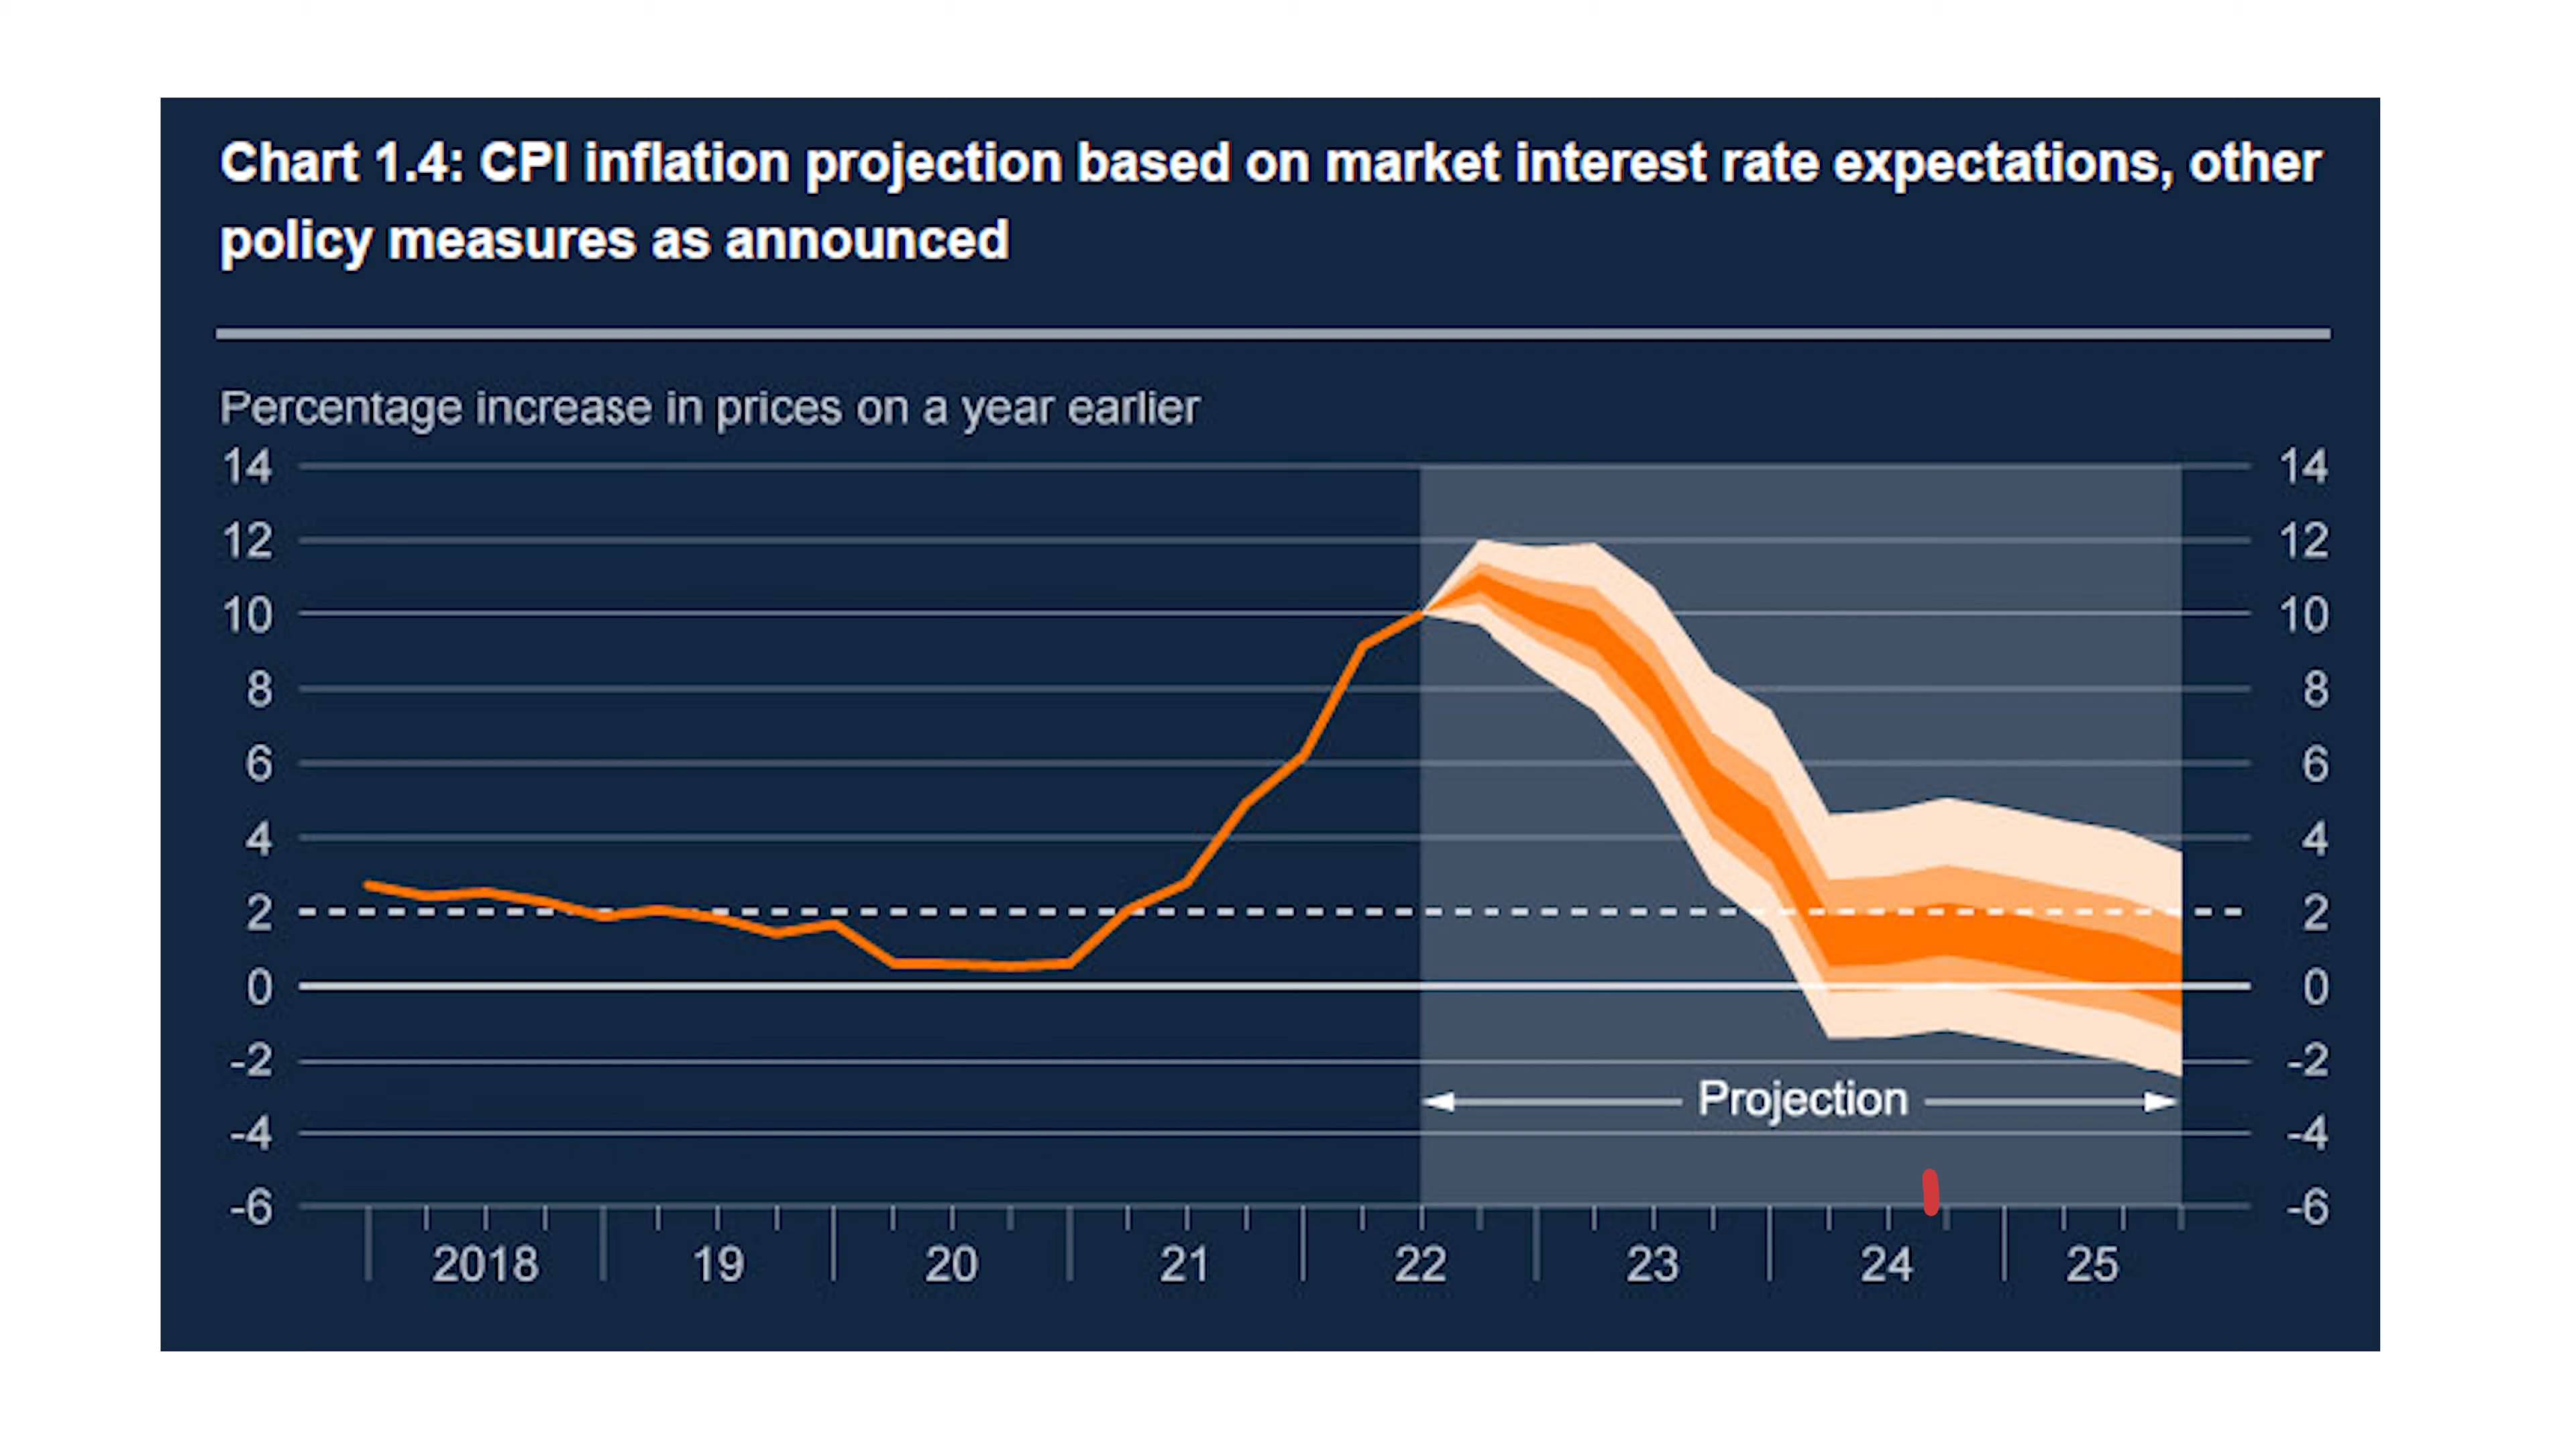 Chart 1.4: CPI inflation projection based on market interest rate expectations, other
policy measures as announced
Percentage increase in prices on a year earlier
14 14
12 12
10 10
8 8
6 6
4 4
2 2
0 0
-2 -2
Projection
-4 -4
-6 -6
2018 19 20 21 22 23 24 25